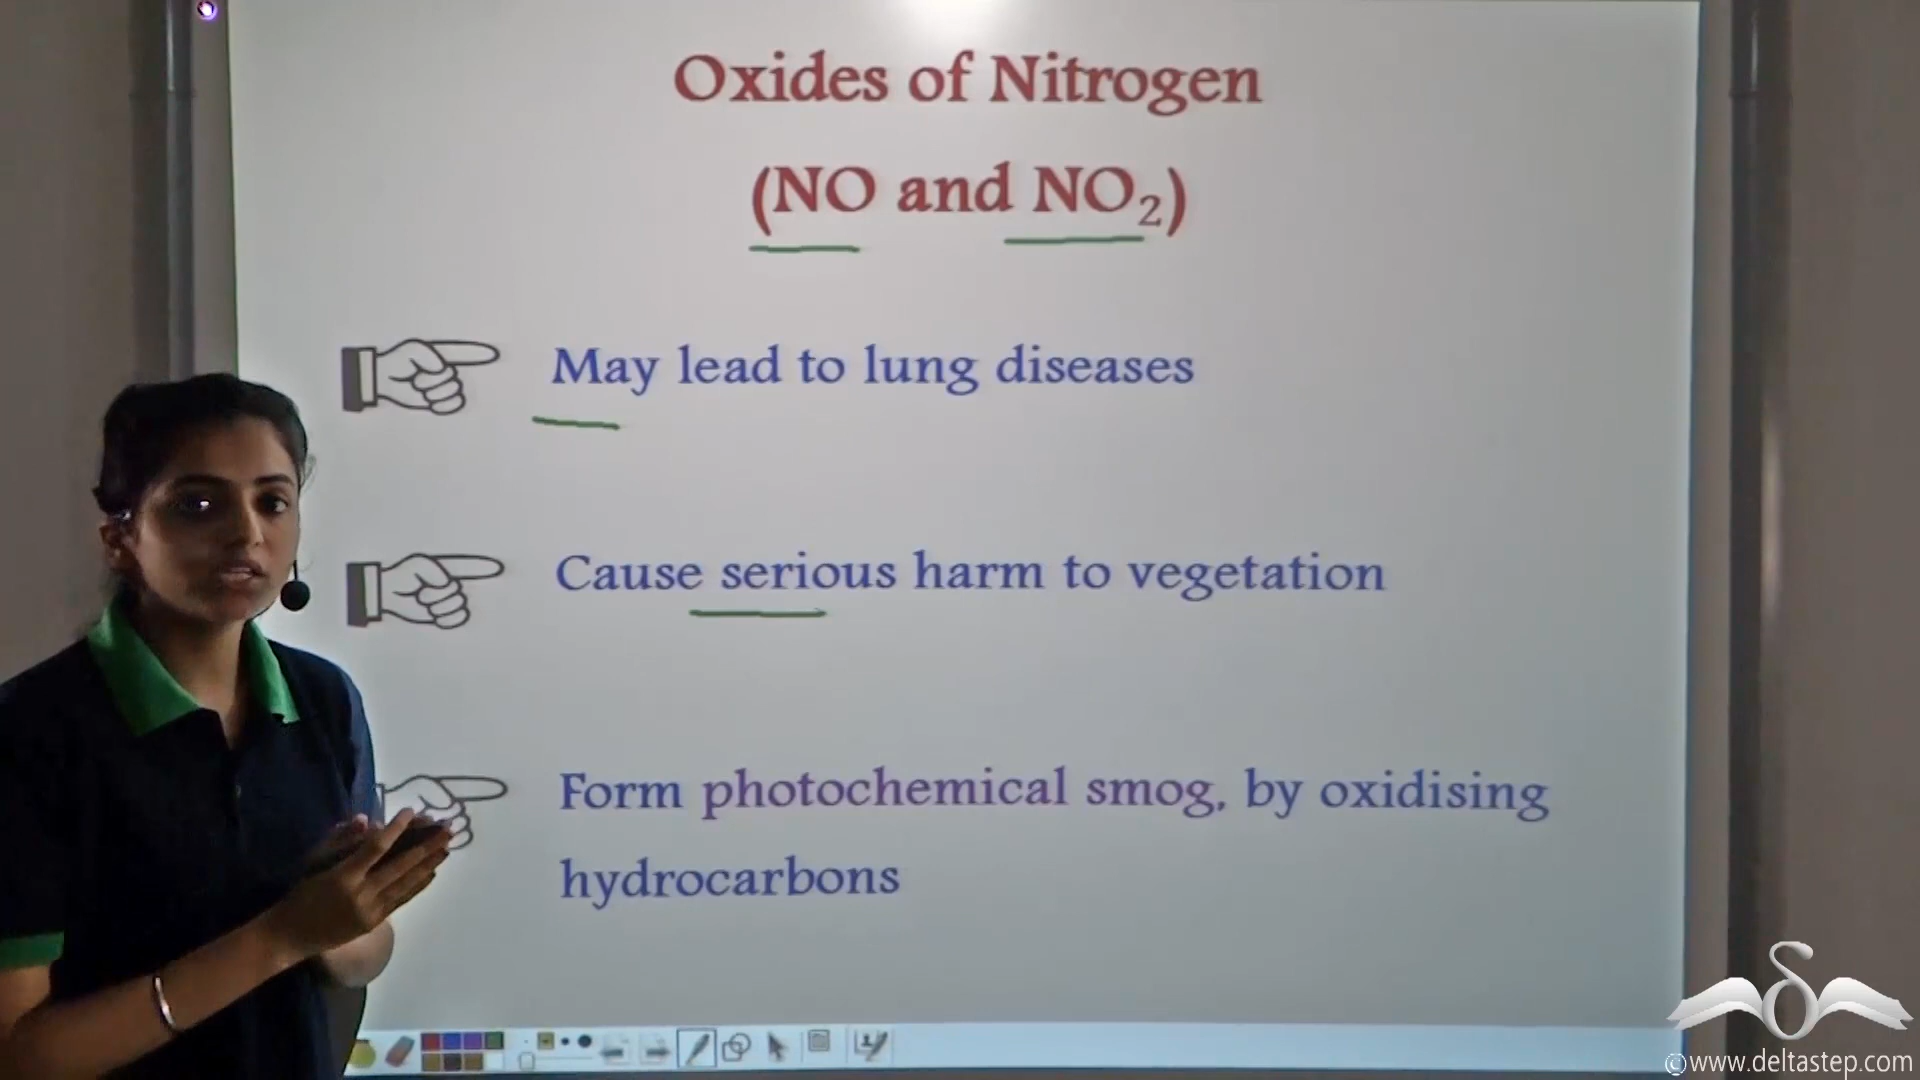 Oxides of Nitrogen
(NO and NO₂)
May lead to lung diseases
Cause serious harm to vegetation
Form photochemical smog, by oxidising
hydrocarbons
©www.deltastep.com